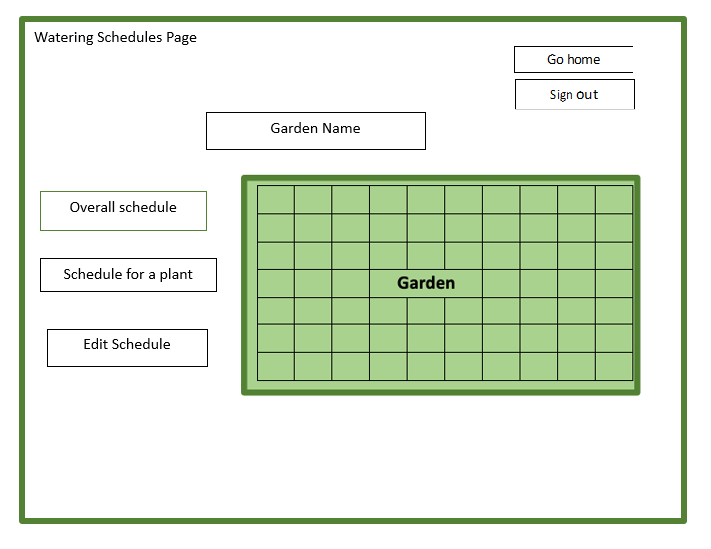 Watering Schedules Page
Go home
Sign out
Garden Name
Overall schedule
Schedule for a plant
Garden
Edit Schedule